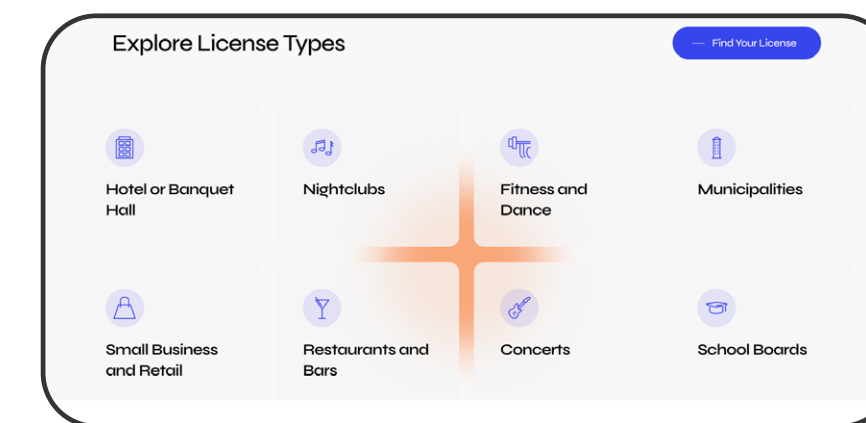 Explore License Types
— Find Your License
Hotel or Banquet
Hall
Nightclubs
Fitness and
Dance
Municipalities
Small Business
and Retail
Restaurants and
Bars
Concerts
School Boards